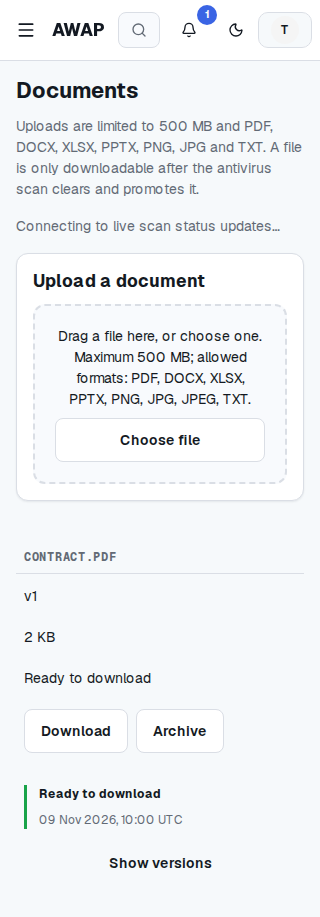 AWAP
1
T
Documents
Uploads are limited to 500 MB and PDF,
DOCX, XLSX, PPTX, PNG, JPG and TXT. A file
is only downloadable after the antivirus
scan clears and promotes it.
Connecting to live scan status updates…
Upload a document
Drag a file here, or choose one.
Maximum 500 MB; allowed
formats: PDF, DOCX, XLSX,
PPTX, PNG, JPG, JPEG, TXT.
Choose file
CONTRACT.PDF
v1
2 KB
Ready to download
Download Archive
Ready to download
09 Nov 2026, 10:00 UTC
Show versions